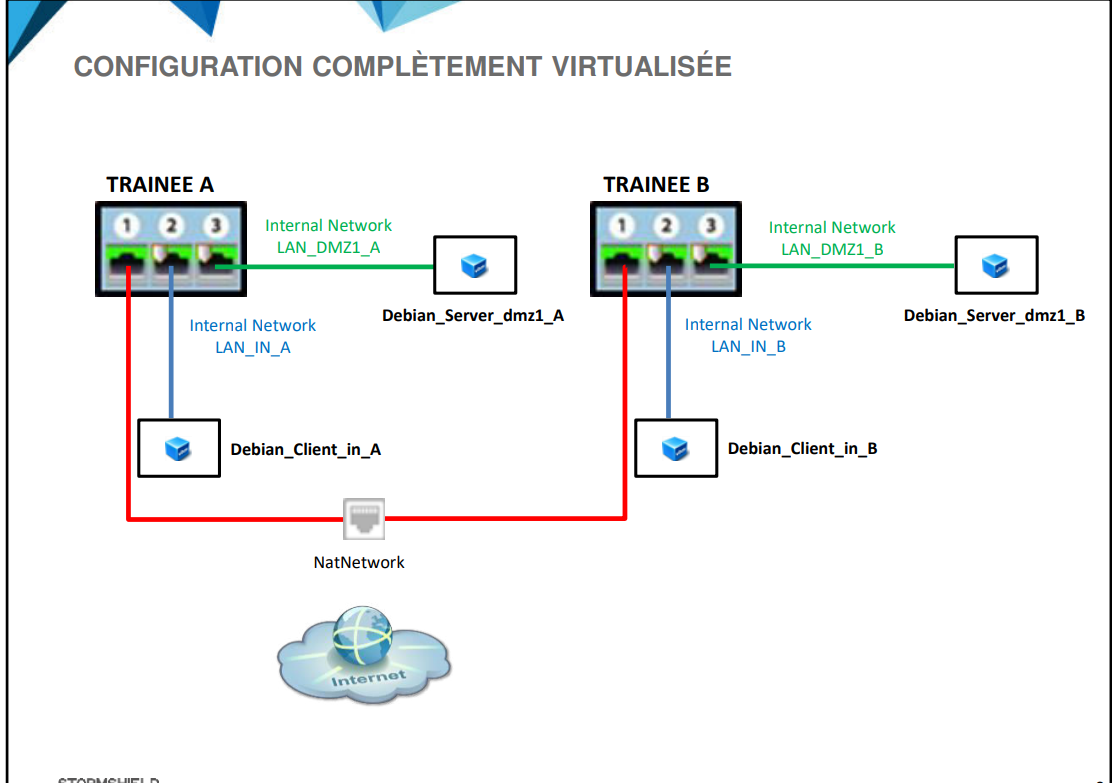 CONFIGURATION COMPLÈTEMENT VIRTUALISÉE
TRAINEE A
1 2 3
Internal Network
LAN_DMZ1_A
Debian_Server_dmz1_A
Internal Network
LAN_IN_A
Debian_Client_in_A
TRAINEE B
1 2 3
Internal Network
LAN_DMZ1_B
Debian_Server_dmz1_B
Internal Network
LAN_IN_B
Debian_Client_in_B
NatNetwork
Internet
STORMSHIELD